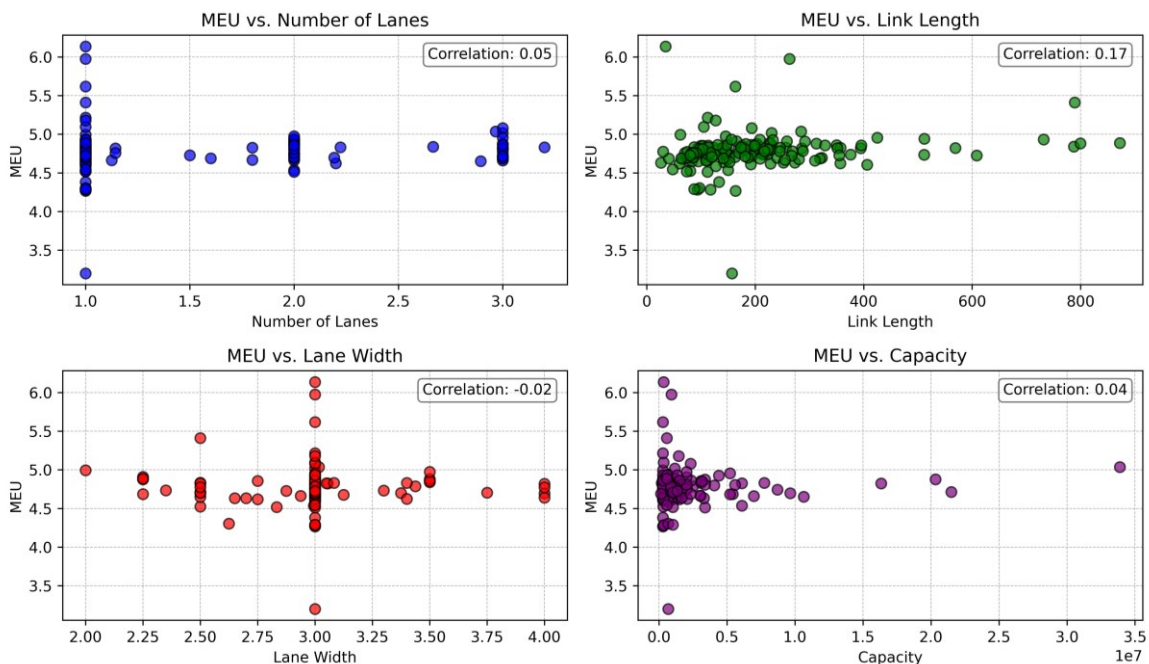 MEU vs. Number of Lanes
Correlation: 0.05
MEU
6.0
5.5
5.0
4.5
4.0
3.5
1.0 1.5 2.0 2.5 3.0
Number of Lanes
MEU vs. Link Length
Correlation: 0.17
MEU
6.0
5.5
5.0
4.5
4.0
3.5
0 200 400 600 800
Link Length
MEU vs. Lane Width
Correlation: -0.02
MEU
6.0
5.5
5.0
4.5
4.0
3.5
2.00 2.25 2.50 2.75 3.00 3.25 3.50 3.75 4.00
Lane Width
MEU vs. Capacity
Correlation: 0.04
MEU
6.0
5.5
5.0
4.5
4.0
3.5
0.0 0.5 1.0 1.5 2.0 2.5 3.0 3.5
1e7
Capacity